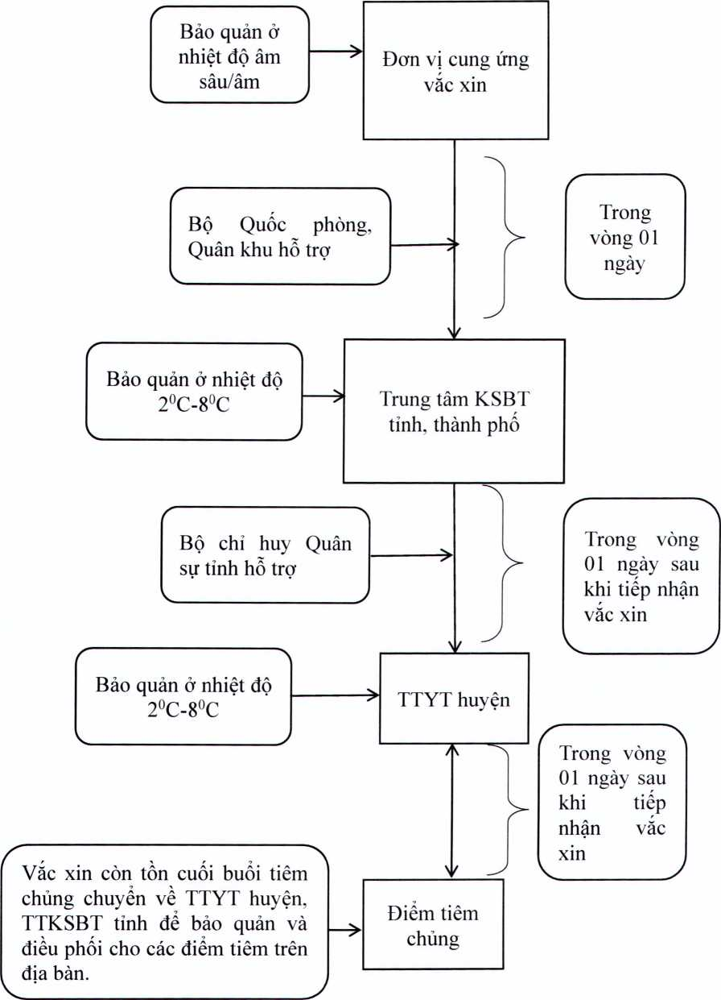 Bảo quản ở
nhiệt độ âm
sâu/âm
Đơn vị cung ứng
vắc xin
Bộ Quốc phòng,
Quân khu hỗ trợ
Trong
vòng 01
ngày
Bảo quản ở nhiệt độ
2⁰C-8⁰C
Trung tâm KSBT
tỉnh, thành phố
Bộ chỉ huy Quân
sự tỉnh hỗ trợ
Trong vòng
01 ngày sau
khi tiếp nhận
vắc xin
Bảo quản ở nhiệt độ
2⁰C-8⁰C
TTYT huyện
Trong vòng
01 ngày sau
khi tiếp
nhận vắc
xin
Vắc xin còn tồn cuối buổi tiêm
chủng chuyển về TTYT huyện,
TTKSBT tỉnh để bảo quản và
điều phối cho các điểm tiêm trên
địa bàn.
Điểm tiêm
chủng